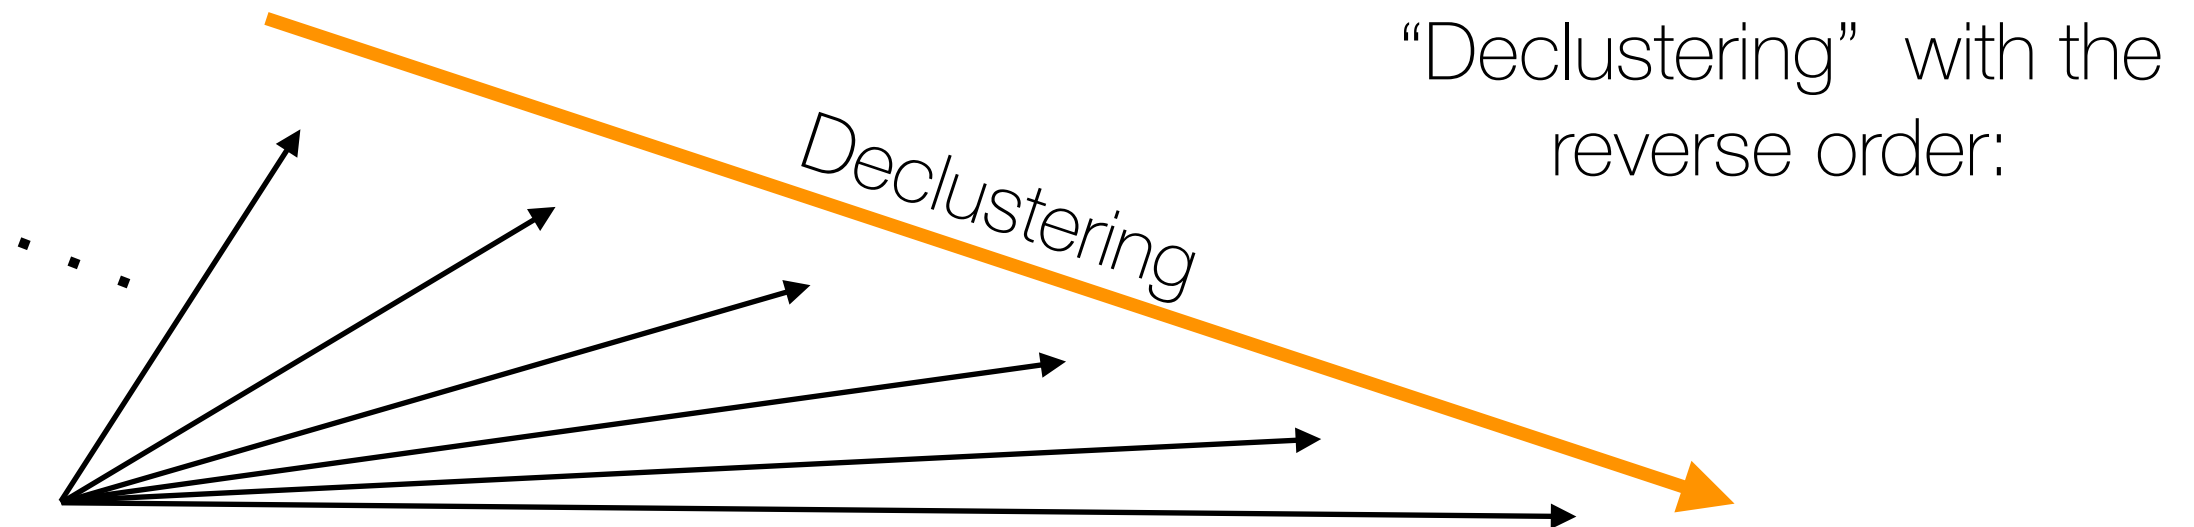 “Declustering” with the
reverse order:
Declustering
. . .